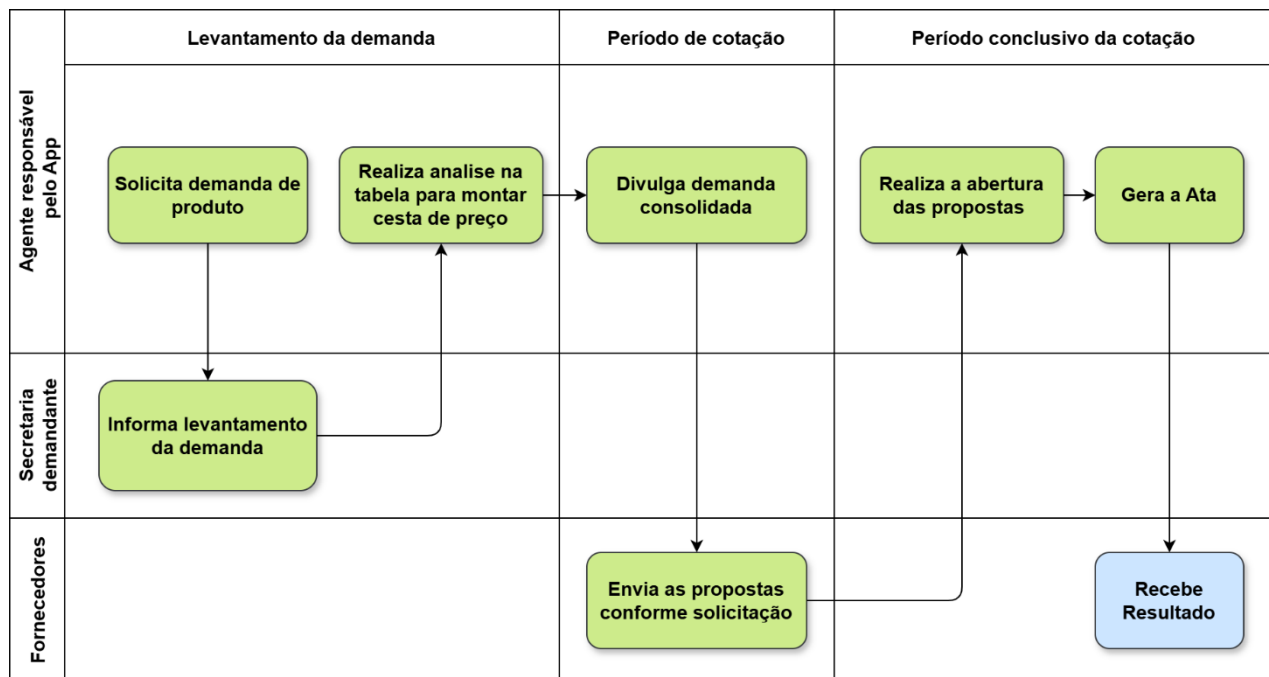 Levantamento da demanda
Período de cotação
Período conclusivo da cotação
Agente responsável
pelo App
Solicita demanda de
produto
Realiza analise na
tabela para montar
cesta de preço
Divulga demanda
consolidada
Realiza a abertura
das propostas
Gera a Ata
Secretaria
demandante
Informa levantamento
da demanda
Fornecedores
Envia as propostas
conforme solicitação
Recebe
Resultado